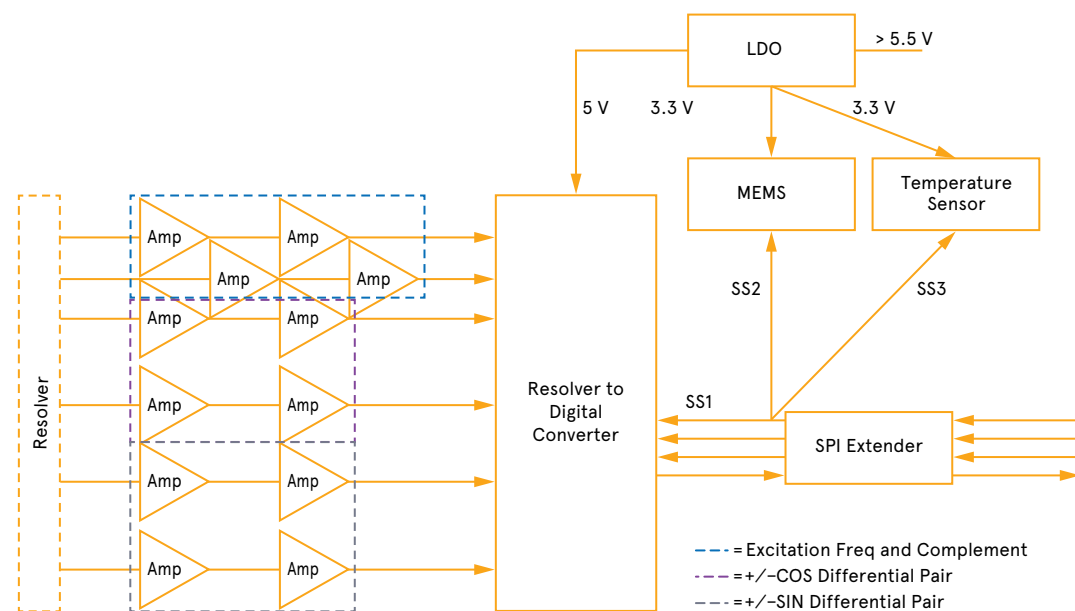 LDO
> 5.5 V
5 V
3.3 V
3.3 V
MEMS
Temperature
Sensor
Amp
Amp
Amp
Amp
Amp
Amp
Amp
Amp
Amp
Amp
Amp
Amp
Resolver
Resolver to
Digital
Converter
SS2
SS3
SS1
SPI Extender
= Excitation Freq and Complement
=+/–COS Differential Pair
=+/–SIN Differential Pair